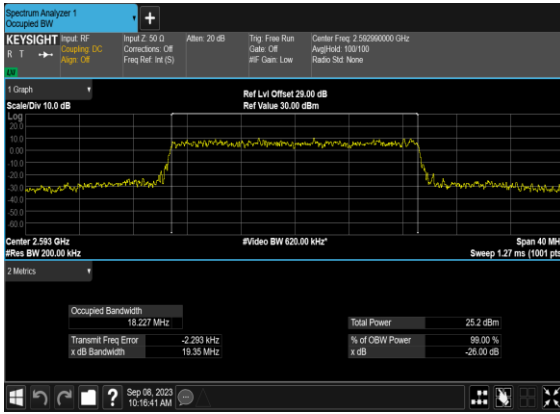 Spectrum Analyzer 1
Occupied BW
+
KEYSIGHT
R T
LXI
Input: RF
Coupling: DC
Align: Off
Input Z: 50 Ω
Corrections: Off
Freq Ref: Int (S)
Atten: 20 dB
Trig: Free Run
Gate: Off
#IF Gain: Low
Center Freq: 2.592990000 GHz
Avg|Hold: 100/100
Radio Std: None
1 Graph
Scale/Div 10.0 dB
Ref Lvl Offset 29.00 dB
Ref Value 30.00 dBm
Log
20.0
10.0
0.00
-10.0
-20.0
-30.0
-40.0
-50.0
-60.0
Center 2.593 GHz
#Res BW 200.00 kHz
#Video BW 620.00 kHz*
Span 40 MH
Sweep 1.27 ms (1001 pts
2 Metrics
Occupied Bandwidth
18.227 MHz
Transmit Freq Error -2.293 kHz
x dB Bandwidth 19.35 MHz
Total Power 25.2 dBm
% of OBW Power 99.00 %
x dB -26.00 dB
?
Sep 08, 2023
10:16:41 AM